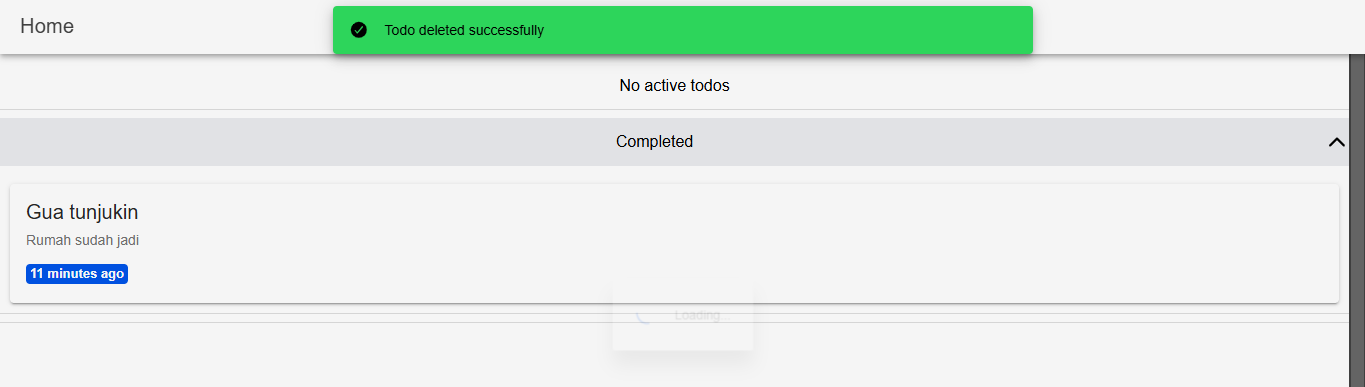 Home
Todo deleted successfully
No active todos
Completed
Gua tunjukin
Rumah sudah jadi
11 minutes ago
Loading...